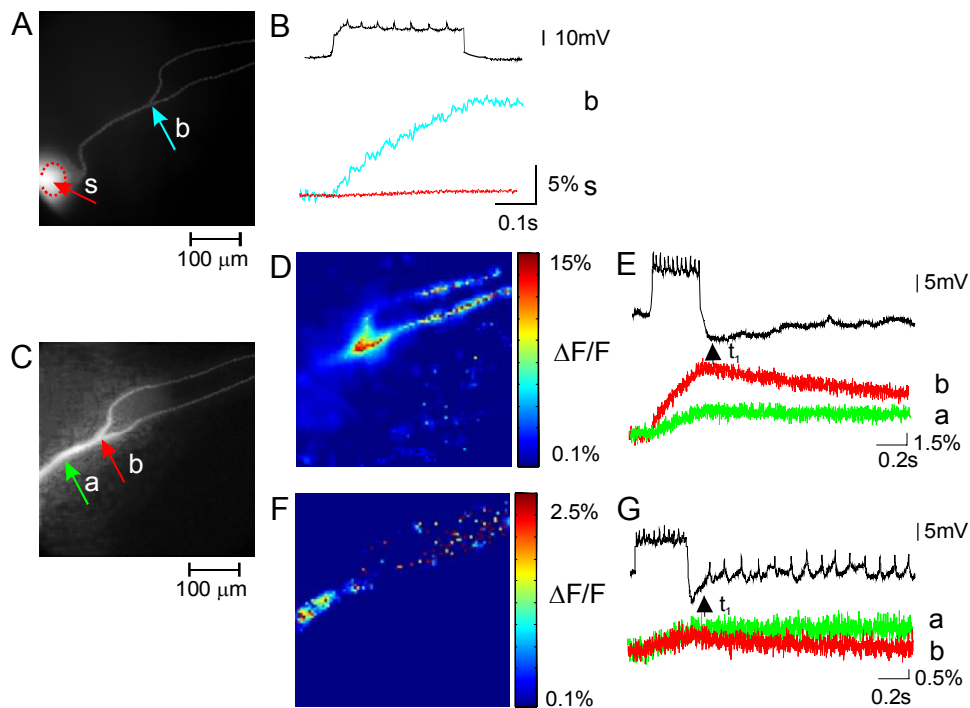 A
b
s
100 μm
B
10mV
b
5%
s
0.1s
C
a
b
100 μm
D
15%
ΔF/F
0.1%
E
5mV
t1
b
a
1.5%
0.2s
F
2.5%
ΔF/F
0.1%
G
5mV
t1
a
b
0.5%
0.2s